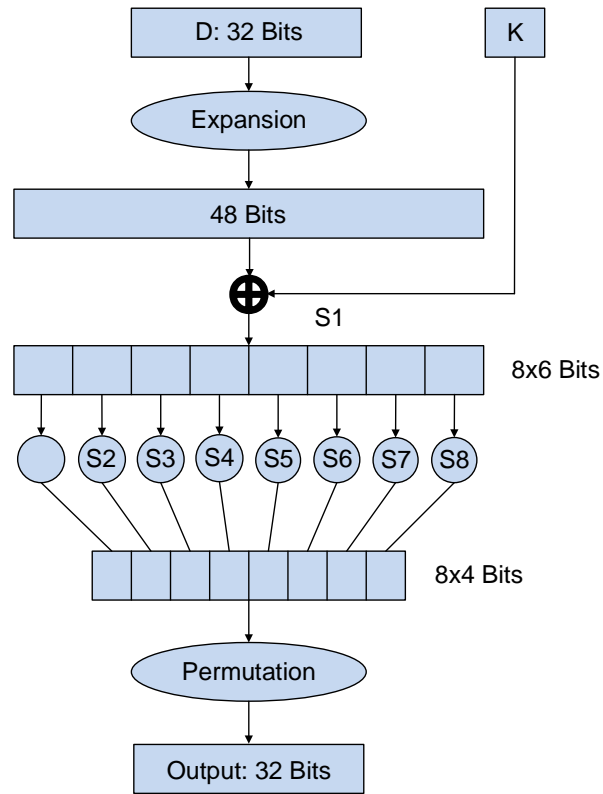 D: 32 Bits
K
Expansion
48 Bits
S1
8x6 Bits
S2 S3 S4 S5 S6 S7 S8
8x4 Bits
Permutation
Output: 32 Bits